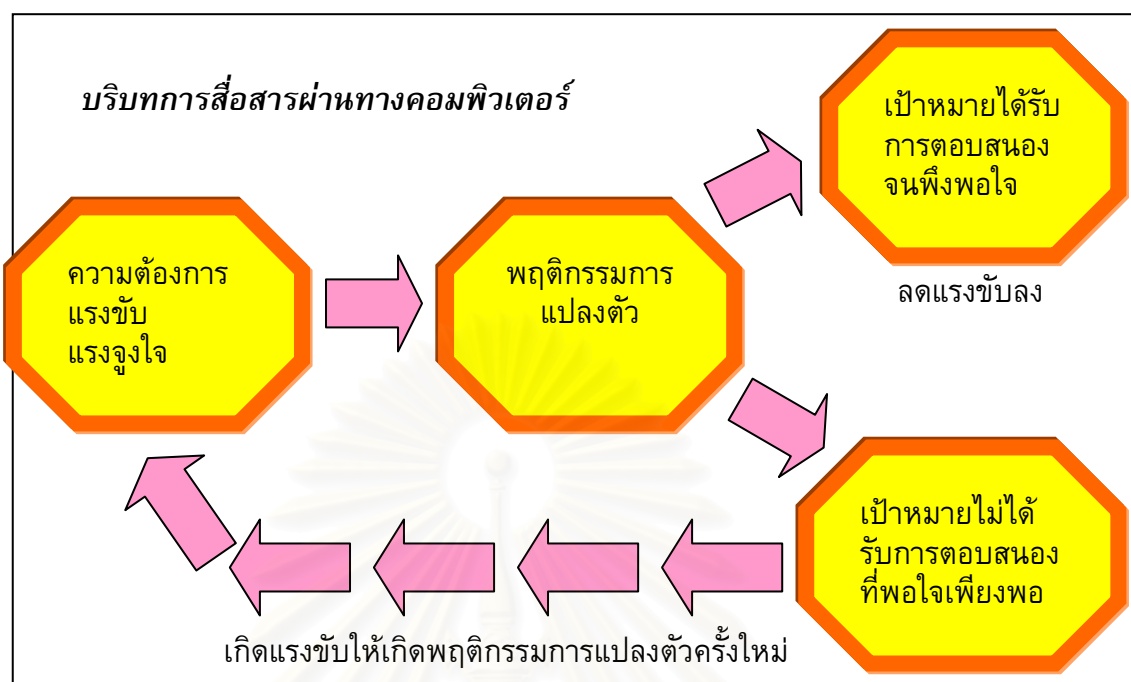 บริบทการสื่อสารผ่านทางคอมพิวเตอร์
ความต้องการ
แรงขับ
แรงจูงใจ
พฤติกรรมการ
แปลงตัว
เป้าหมายได้รับ
การตอบสนอง
จนพึงพอใจ
ลดแรงขับลง
เป้าหมายไม่ได้
รับการตอบสนอง
ที่พอใจเพียงพอ
เกิดแรงขับให้เกิดพฤติกรรมการแปลงตัวครั้งใหม่